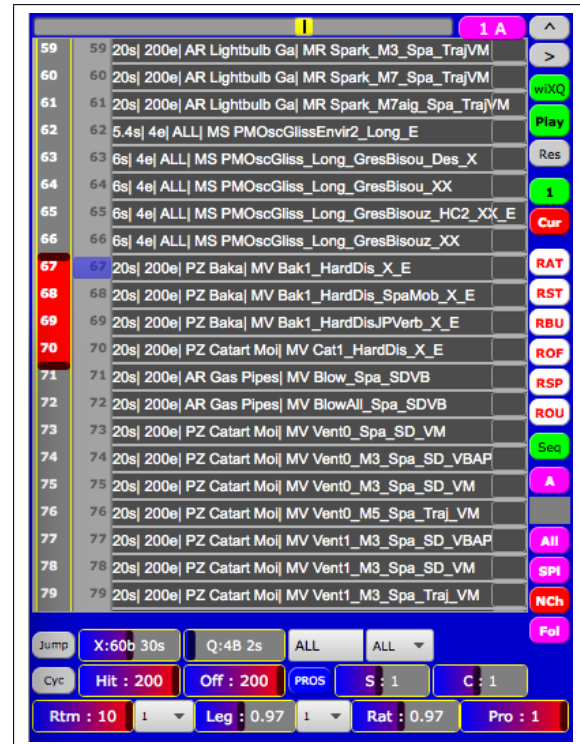 1 A ^
59 59 20s| 200e| AR Lightbulb Ga| MR Spark_M3_Spa_TrajVM
>
60 60 20s| 200e| AR Lightbulb Ga| MR Spark_M7_Spa_TrajVM
wiXQ
61 61 20s| 200e| AR Lightbulb Ga| MR Spark_M7aig_Spa_TrajVM
Play
62 62 5.4s| 4e| ALL| MS PMOscGlissEnvir2_Long_E
63 63 6s| 4e| ALL| MS PMOscGliss_Long_GresBisou_Des_X
Res
64 64 6s| 4e| ALL| MS PMOscGliss_Long_GresBisou_XX
1
65 65 6s| 4e| ALL| MS PMOscGliss_Long_GresBisouz_HC2_XX_E
Cur
66 66 6s| 4e| ALL| MS PMOscGliss_Long_GresBisouz_XX
67 67 20s| 200e| PZ Baka| MV Bak1_HardDis_X_E
RAT
68 68 20s| 200e| PZ Baka| MV Bak1_HardDis_SpaMob_X_E
RST
69 69 20s| 200e| PZ Baka| MV Bak1_HardDisJPVerb_X_E
RBU
70 70 20s| 200e| PZ Catart Moi| MV Cat1_HardDis_X_E
ROF
71 71 20s| 200e| AR Gas Pipes| MV Blow_Spa_SDVB
RSP
72 72 20s| 200e| AR Gas Pipes| MV BlowAll_Spa_SDVB
ROU
73 73 20s| 200e| PZ Catart Moi| MV Vent0_Spa_SD_VM
Seq
74 74 20s| 200e| PZ Catart Moi| MV Vent0_M3_Spa_SD_VBAP
75 75 20s| 200e| PZ Catart Moi| MV Vent0_M3_Spa_SD_VM
A
76 76 20s| 200e| PZ Catart Moi| MV Vent0_M5_Spa_Traj_VM
77 77 20s| 200e| PZ Catart Moi| MV Vent1_M3_Spa_SD_VBAP
All
78 78 20s| 200e| PZ Catart Moi| MV Vent1_M3_Spa_SD_VM
SPl
79 79 20s| 200e| PZ Catart Moi| MV Vent1_M3_Spa_Traj_VM
NCh
Fol
Jump X:60b 30s Q:4B 2s ALL ALL
Cyc Hit : 200 Off : 200 PROS S : 1 C : 1
Rtm : 10 1 Leg : 0.97 1 Rat : 0.97 Pro : 1